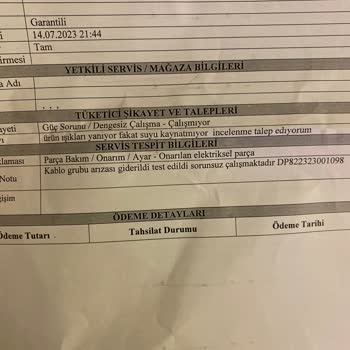 Garantili
14.07.2023 21:44
Tam
irmesi
YETKİLİ SERVİS / MAĞAZA BİLGİLERİ
a Adı
. . .
TÜKETİCİ ŞİKAYET VE TALEPLERİ
ayeti Güç Sorunu / Dengesiz Çalışma - Çalışmıyor
ürün ışıkları yanıyor fakat suyu kaynatmıyor incelenme talep ediyorum
SERVİS TESPİT BİLGİLERİ
laması Parça Bakım / Onarım / Ayar - Onarılan elektriksel parça
Notu Kablo grubu arızası giderildi test edildi sorunsuz çalışmaktadır DP822323001098
işim
ÖDEME DETAYLARI
Ödeme Tutarı Tahsilat Durumu Ödeme Tarihi